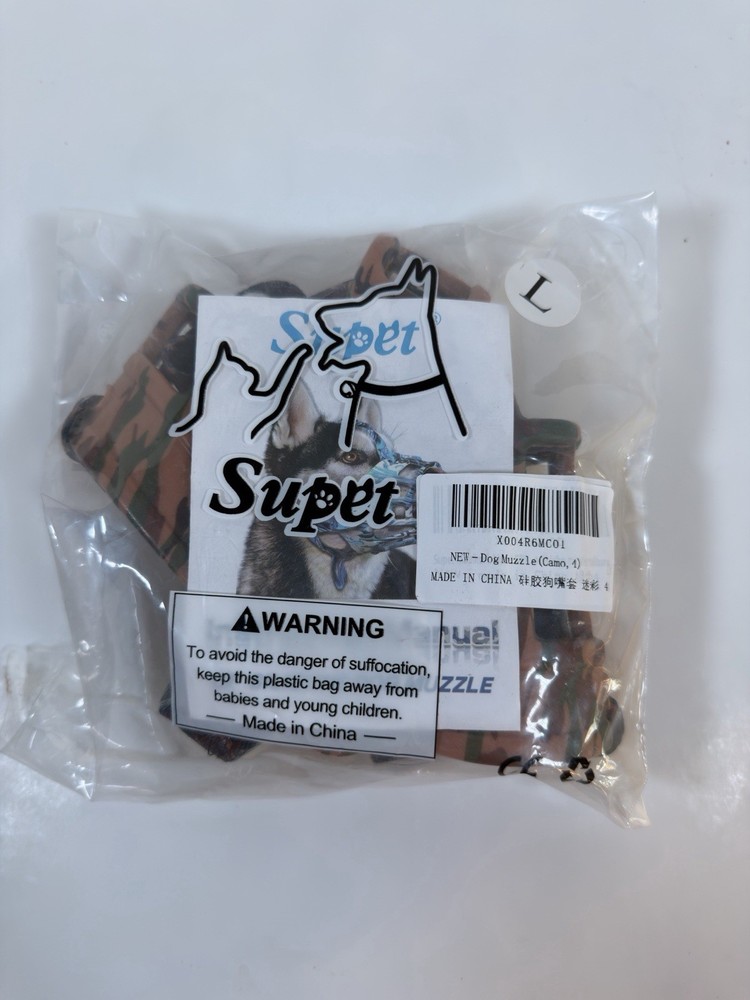 L
Supet®
Supet
X004R6MC01
NEW-Dog Muzzle(Camo,4)
MADE IN CHINA 硅胶狗嘴套 迷彩 4
WARNING
To avoid the danger of suffocation,
keep this plastic bag away from
babies and young children.
Made in China
CE